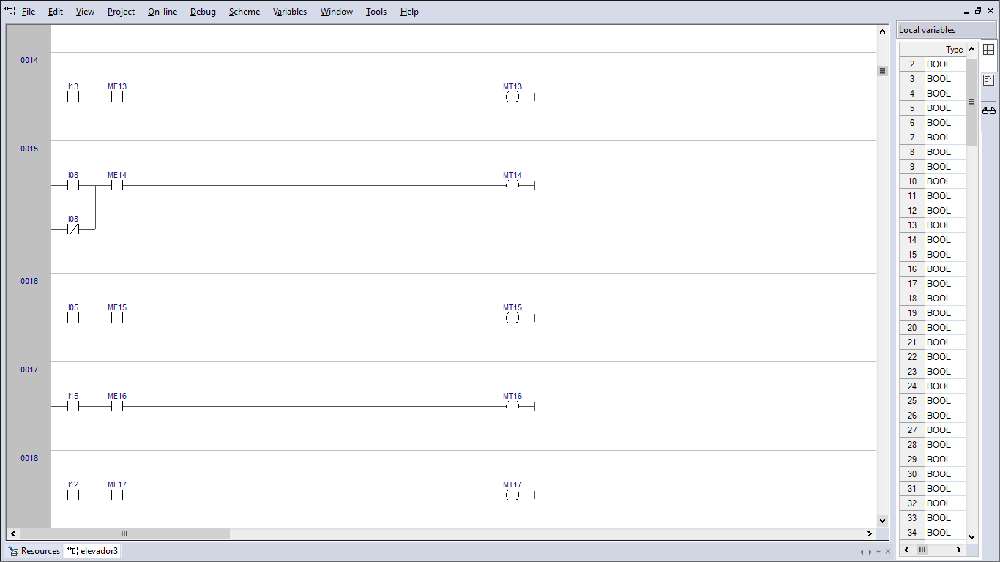 File Edit View Project On-line Debug Scheme Variables Window Tools Help
Local variables
Type
0014
I13 ME13 MT13
0015
I08 ME14 MT14
I08
0016
I05 ME15 MT15
0017
I15 ME16 MT16
0018
I12 ME17 MT17
2 BOOL
3 BOOL
4 BOOL
5 BOOL
6 BOOL
7 BOOL
8 BOOL
9 BOOL
10 BOOL
11 BOOL
12 BOOL
13 BOOL
14 BOOL
15 BOOL
16 BOOL
17 BOOL
18 BOOL
19 BOOL
20 BOOL
21 BOOL
22 BOOL
23 BOOL
24 BOOL
25 BOOL
26 BOOL
27 BOOL
28 BOOL
29 BOOL
30 BOOL
31 BOOL
32 BOOL
33 BOOL
34 BOOL
Resources elevador3